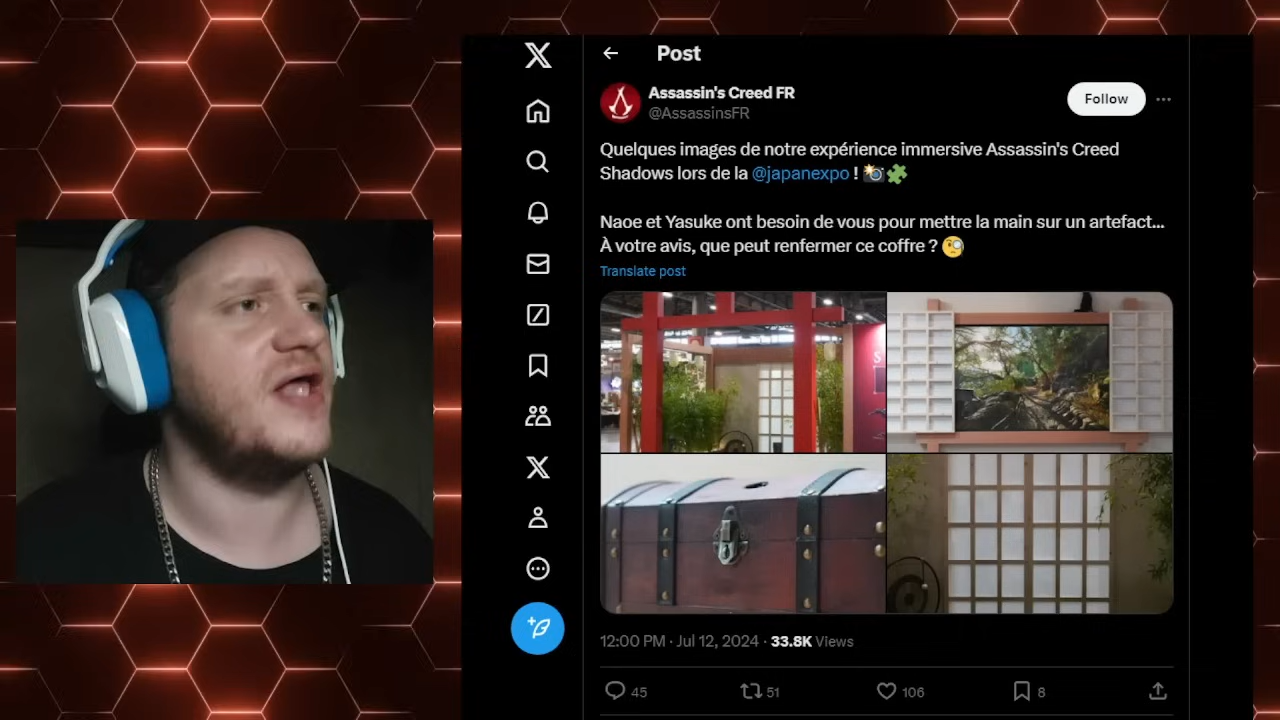 Post
Assassin's Creed FR
@AssassinsFR
Follow
Quelques images de notre expérience immersive Assassin's Creed
Shadows lors de la @japanexpo ! 📸🧩
Naoe et Yasuke ont besoin de vous pour mettre la main sur un artefact...
À votre avis, que peut renfermer ce coffre ? 🧐
Translate post
12:00 PM · Jul 12, 2024 · 33.8K Views
45
51
106
8